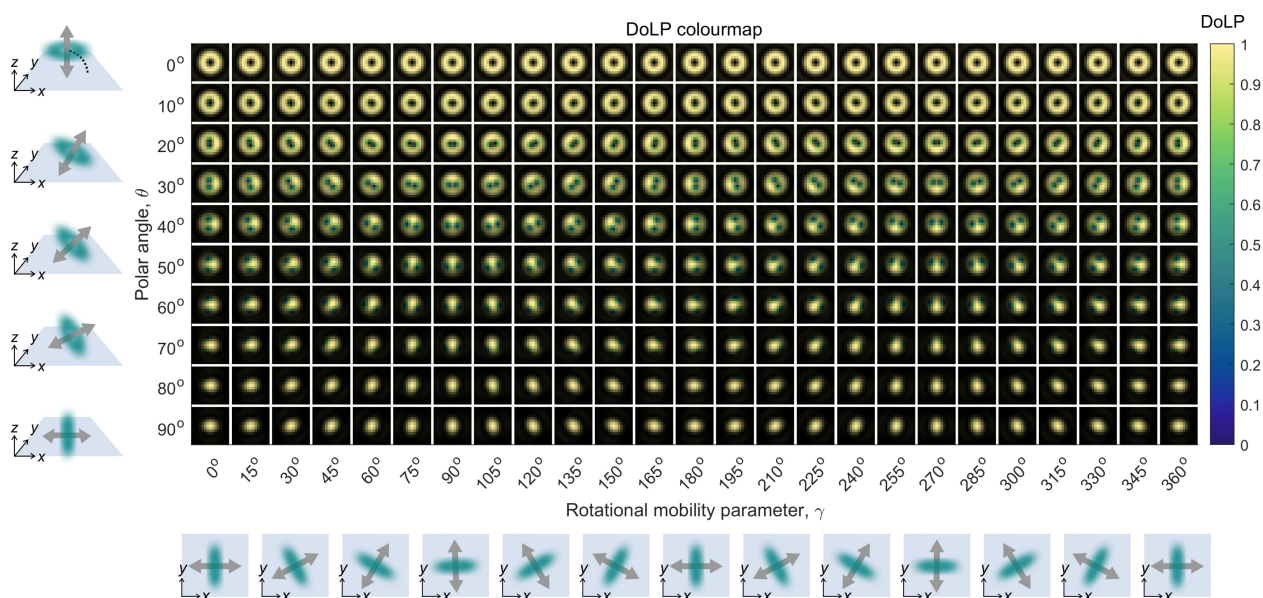 DoLP colourmap
DoLP
z y x
z y x
z y x
z y x
z y x
Polar angle, θ
0°
10°
20°
30°
40°
50°
60°
70°
80°
90°
1
0.9
0.8
0.7
0.6
0.5
0.4
0.3
0.2
0.1
0
0° 15° 30° 45° 60° 75° 90° 105° 120° 135° 150° 165° 180° 195° 210° 225° 240° 255° 270° 285° 300° 315° 330° 345° 360°
Rotational mobility parameter, γ
y y y y y y y y y y y y y
x x x x x x x x x x x x x